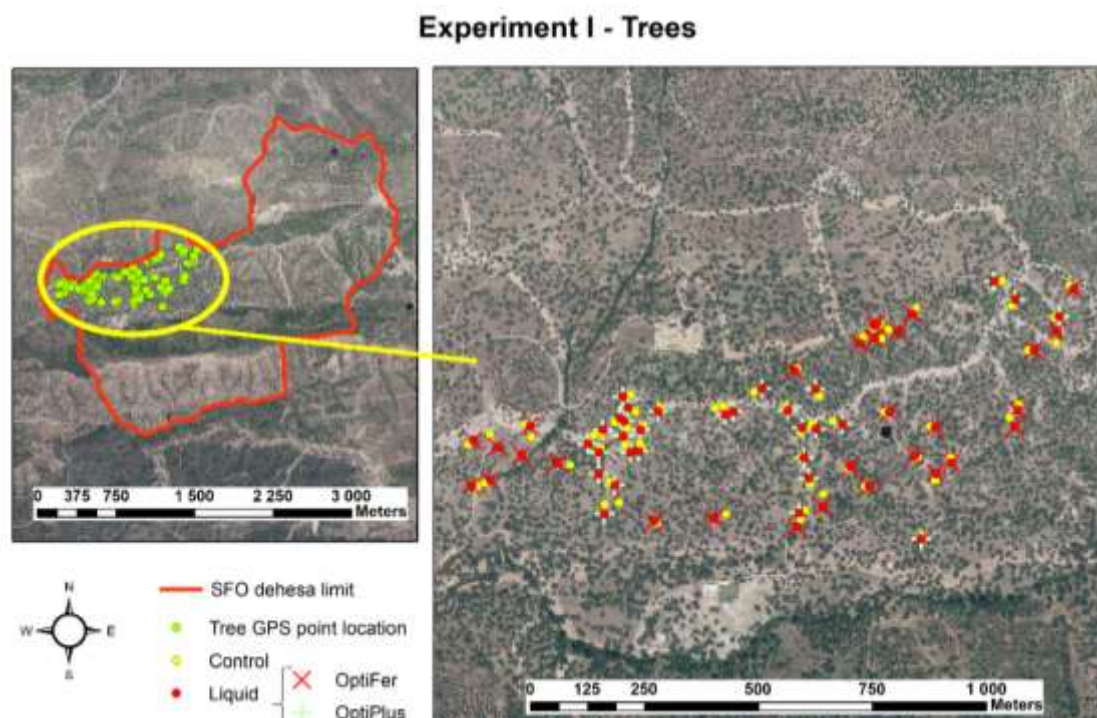 Experiment I - Trees
0 375 750 1 500 2 250 3 000
Meters
N
W E
S
SFO dehesa limit
Tree GPS point location
Control
Liquid
OptiFer
OptiPlus
0 125 250 500 750 1 000
Meters